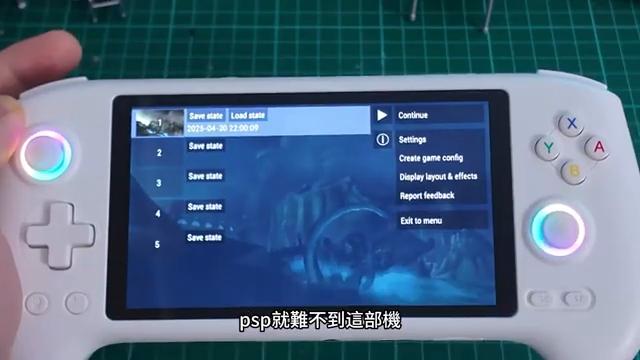 1
Save state
Load state
2025-04-30 22:00:09
2
Save state
3
Save state
4
Save state
5
Save state
Continue
Settings
Create game config
Display layout & effects
Report feedback
Exit to menu
X
Y
A
B
psp就難不到這部機